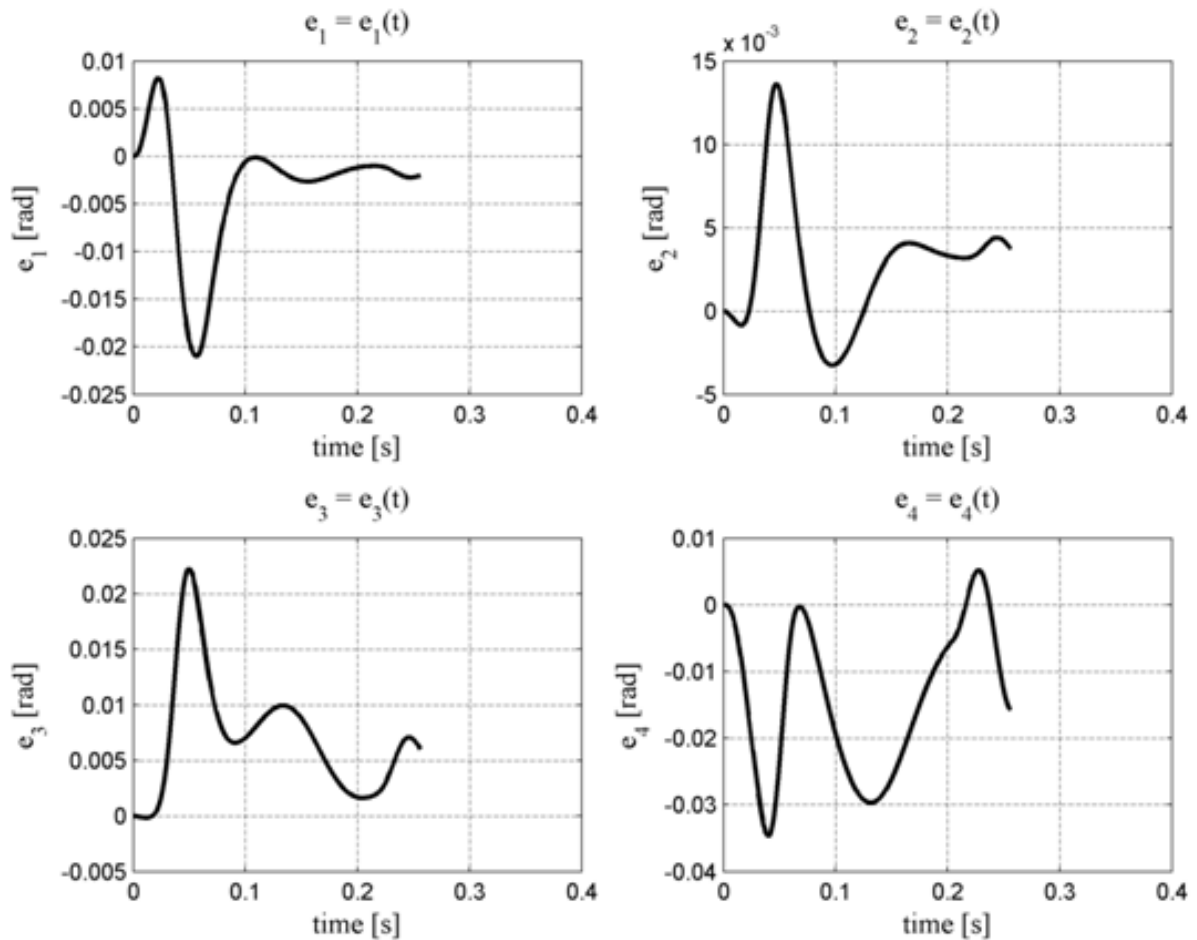 e₁ = e₁(t)
0.01
0.005
0
-0.005
-0.01
-0.015
-0.02
-0.025
e₁ [rad]
0 0.1 0.2 0.3 0.4
time [s]
e₂ = e₂(t)
x 10⁻³
15
10
5
0
-5
e₂ [rad]
0 0.1 0.2 0.3 0.4
time [s]
e₃ = e₃(t)
0.025
0.02
0.015
0.01
0.005
0
-0.005
e₃ [rad]
0 0.1 0.2 0.3 0.4
time [s]
e₄ = e₄(t)
0.01
0
-0.01
-0.02
-0.03
-0.04
e₄ [rad]
0 0.1 0.2 0.3 0.4
time [s]